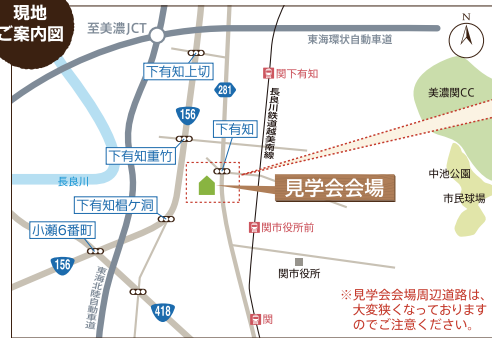 現地
ご案内図
至美濃JCT
東海環状自動車道
N
下有知上切
関下有知
281
美濃関CC
156
長良川鉄道越美南線
下有知
下有知重竹
中池公園
長良川
見学会会場
市民球場
下有知椙ケ洞
小瀬6番町
関市役所前
156
関市役所
東海北陸自動車道
418
関
※見学会会場周辺道路は、
大変狭くなっております
のでご注意ください。